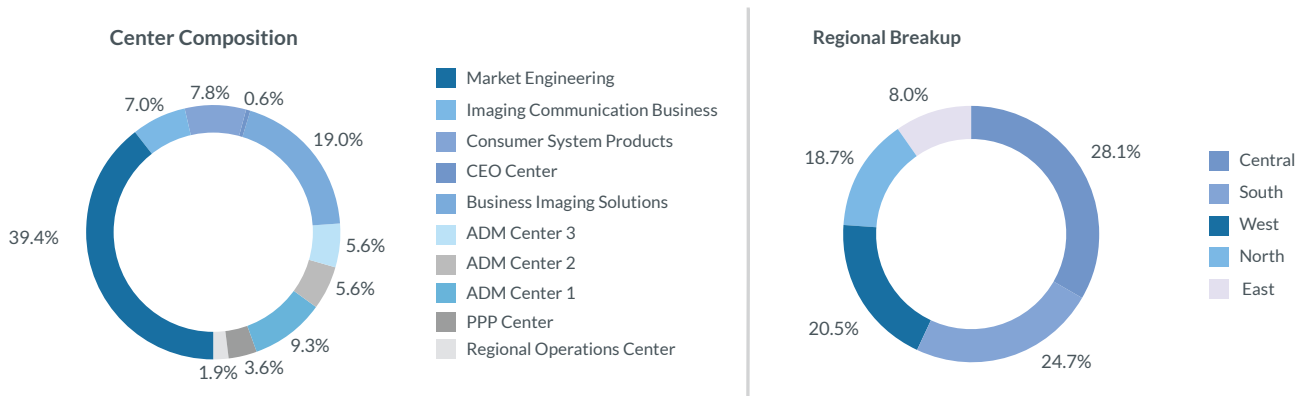 Center Composition
7.8%
0.6%
7.0%
19.0%
39.4%
5.6%
5.6%
9.3%
3.6%
1.9%
Market Engineering
Imaging Communication Business
Consumer System Products
CEO Center
Business Imaging Solutions
ADM Center 3
ADM Center 2
ADM Center 1
PPP Center
Regional Operations Center
Regional Breakup
8.0%
28.1%
18.7%
20.5%
24.7%
Central
South
West
North
East